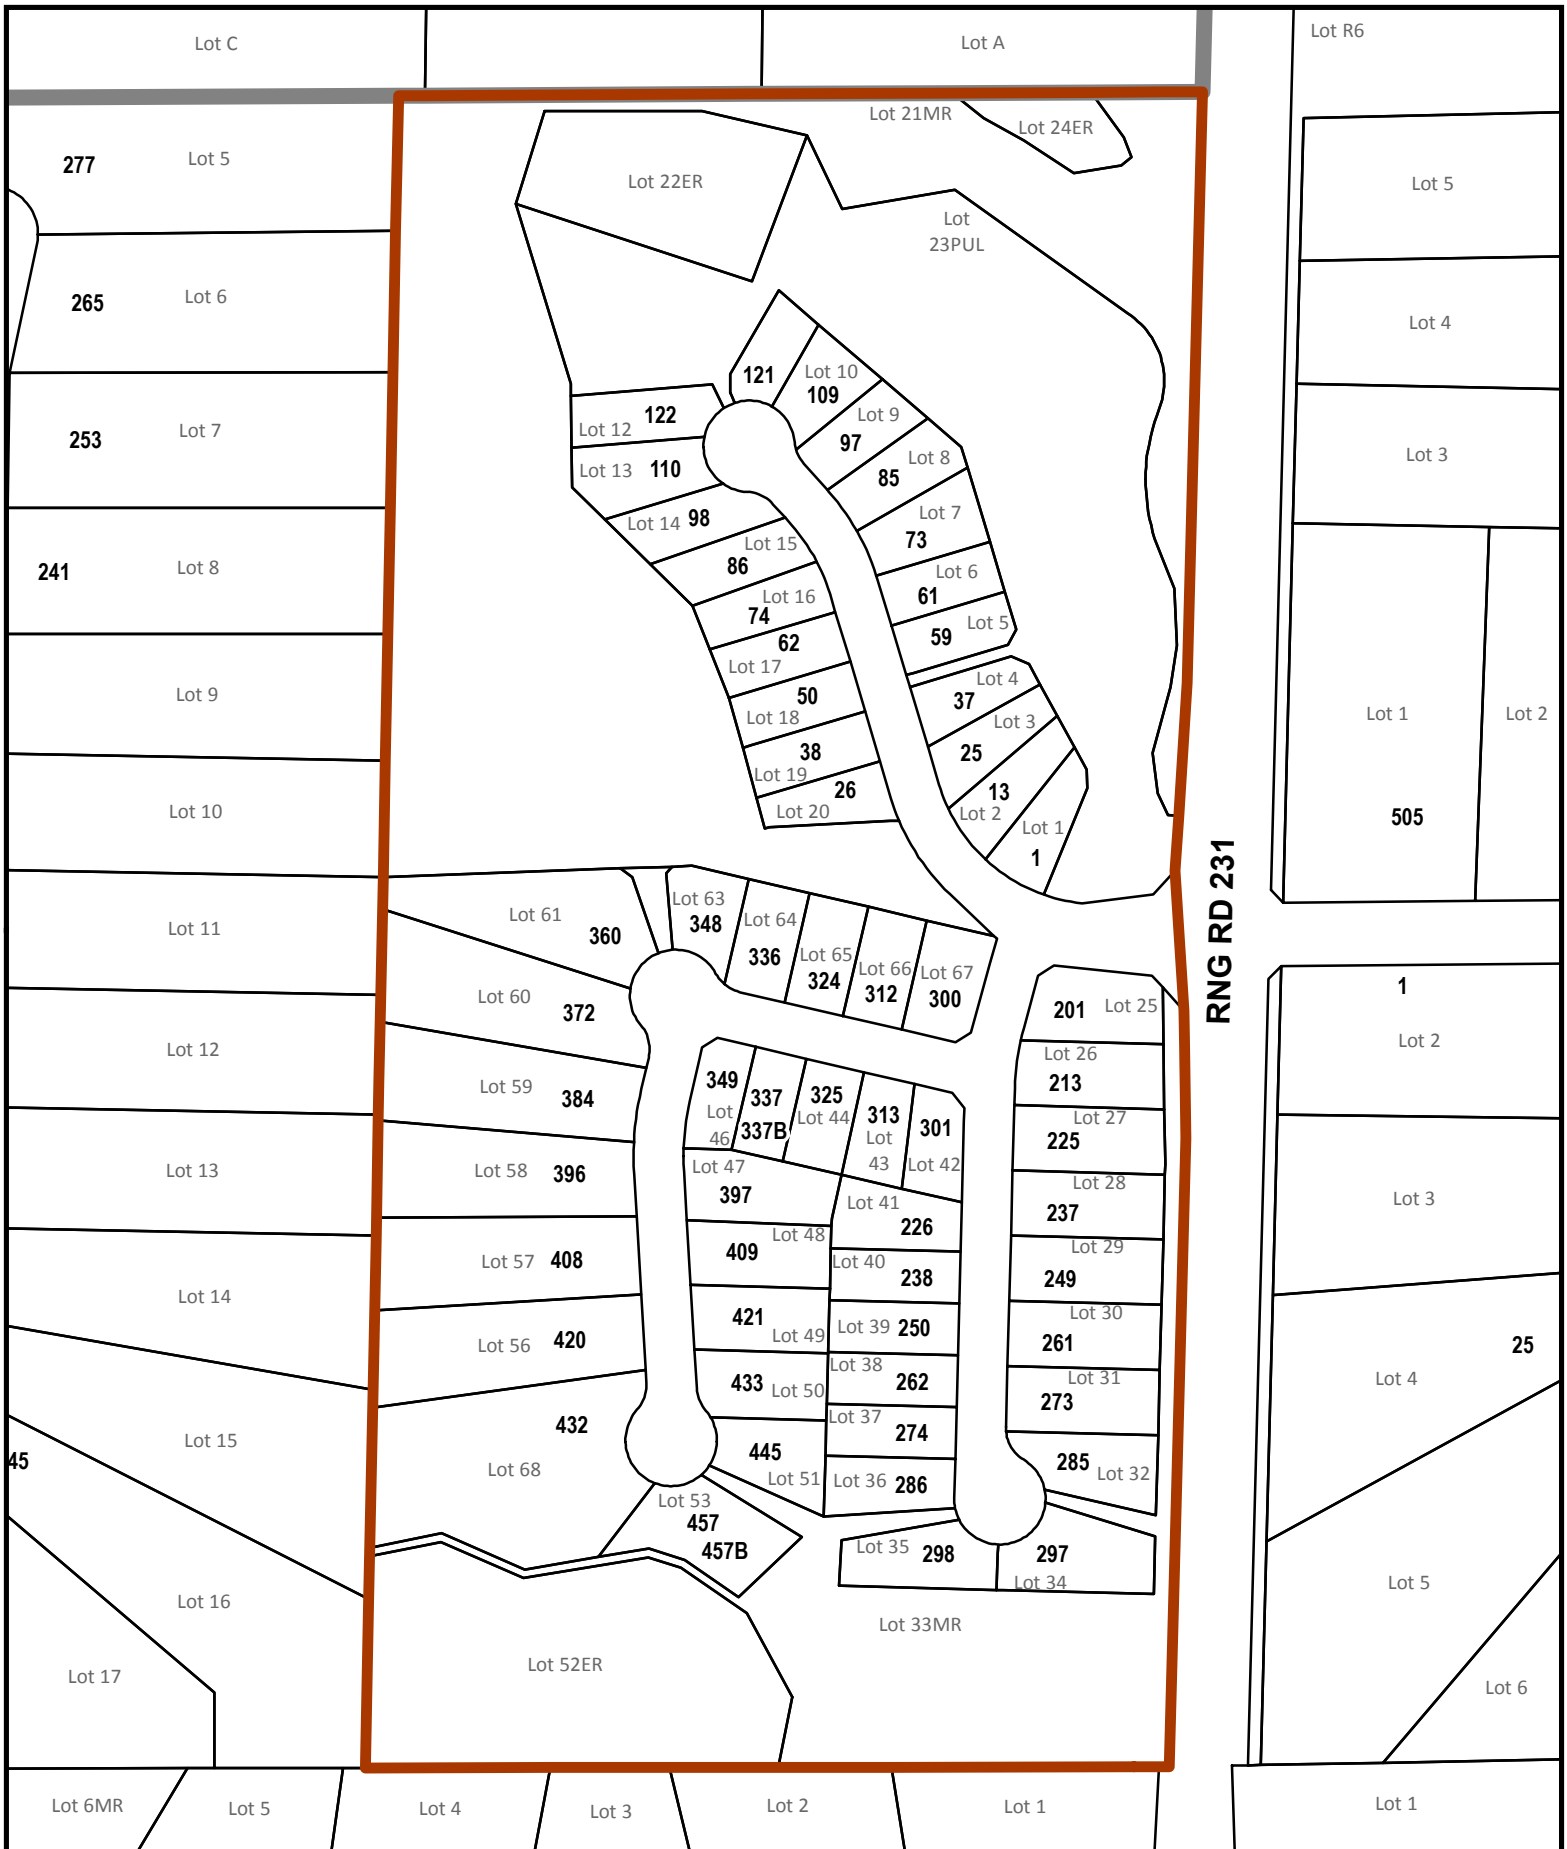 Lot C
Lot A
Lot R6
277
Lot 5
265
Lot 6
253
Lot 7
241
Lot 8
Lot 9
Lot 10
Lot 11
Lot 12
Lot 13
Lot 14
Lot 15
45
Lot 16
Lot 17
Lot 6MR
Lot 5
Lot 4
Lot 3
Lot 2
Lot 1
Lot 21MR
Lot 24ER
Lot 22ER
Lot
23PUL
121
Lot 10
109
Lot 9
97
Lot 8
85
Lot 7
73
Lot 6
61
Lot 5
59
Lot 4
37
Lot 3
25
13
Lot 2
Lot 1
1
122
Lot 12
Lot 13
110
Lot 14
98
Lot 15
86
Lot 16
74
62
Lot 17
50
Lot 18
38
Lot 19
26
Lot 20
Lot 61
360
Lot 63
348
Lot 64
336
Lot 65
324
Lot 66
312
Lot 67
300
Lot 60
372
Lot 59
384
Lot 58
396
Lot 57
408
Lot 56
420
432
Lot 68
349
Lot
46
337
337B
325
Lot 44
313
Lot
43
301
Lot 42
Lot 47
397
Lot 48
409
421
Lot 49
433
Lot 50
445
Lot 51
Lot 53
457
457B
Lot 41
226
Lot 40
238
Lot 39
250
Lot 38
262
Lot 37
274
Lot 36
286
Lot 35
298
297
Lot 34
201
Lot 25
Lot 26
213
Lot 27
225
Lot 28
237
Lot 29
249
Lot 30
261
Lot 31
273
285
Lot 32
Lot 33MR
Lot 52ER
RNG RD 231
Lot 5
Lot 4
Lot 3
Lot 1
Lot 2
505
1
Lot 2
Lot 3
25
Lot 4
Lot 5
Lot 6
Lot 1